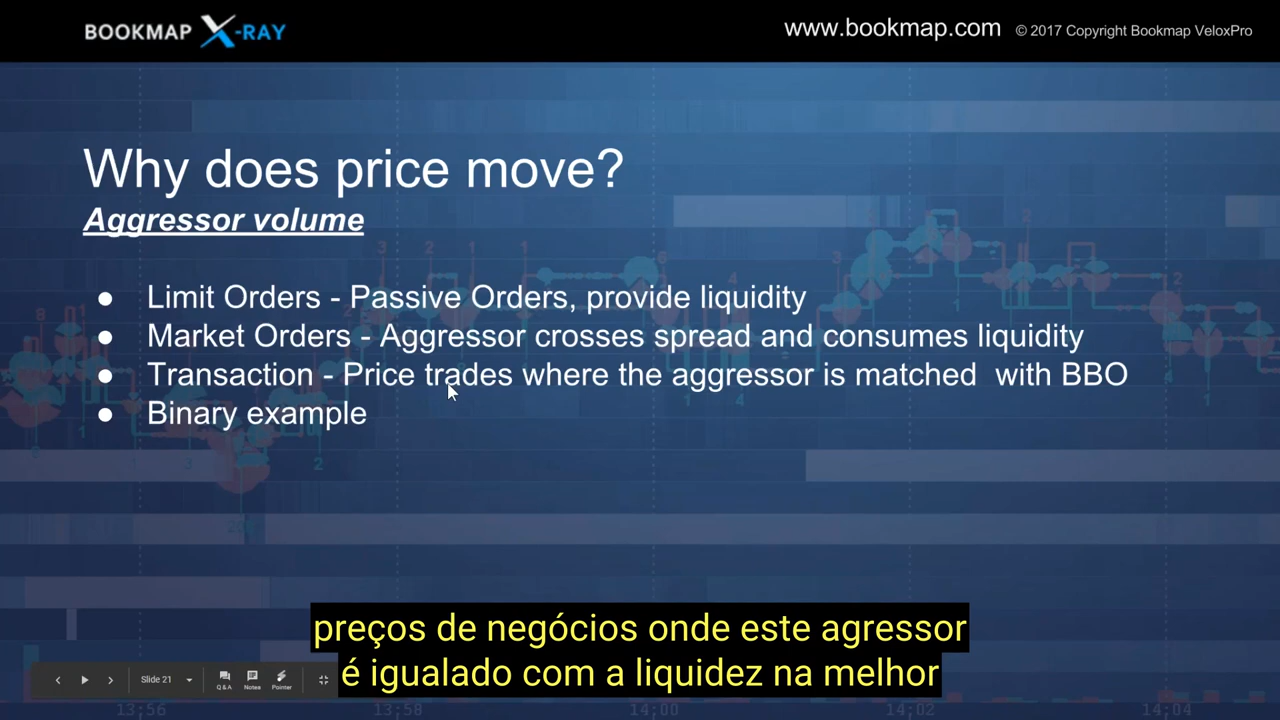 BOOKMAP X-RAY
www.bookmap.com © 2017 Copyright Bookmap VeloxPro
Why does price move?
Aggressor volume
● Limit Orders - Passive Orders, provide liquidity
● Market Orders - Aggressor crosses spread and consumes liquidity
● Transaction - Price trades where the aggressor is matched with BBO
● Binary example
preços de negócios onde este agressor
é igualado com a liquidez na melhor
Slide 21
Q & A Notes Pointer
13:56 13:58 14:00 14:02 14:04